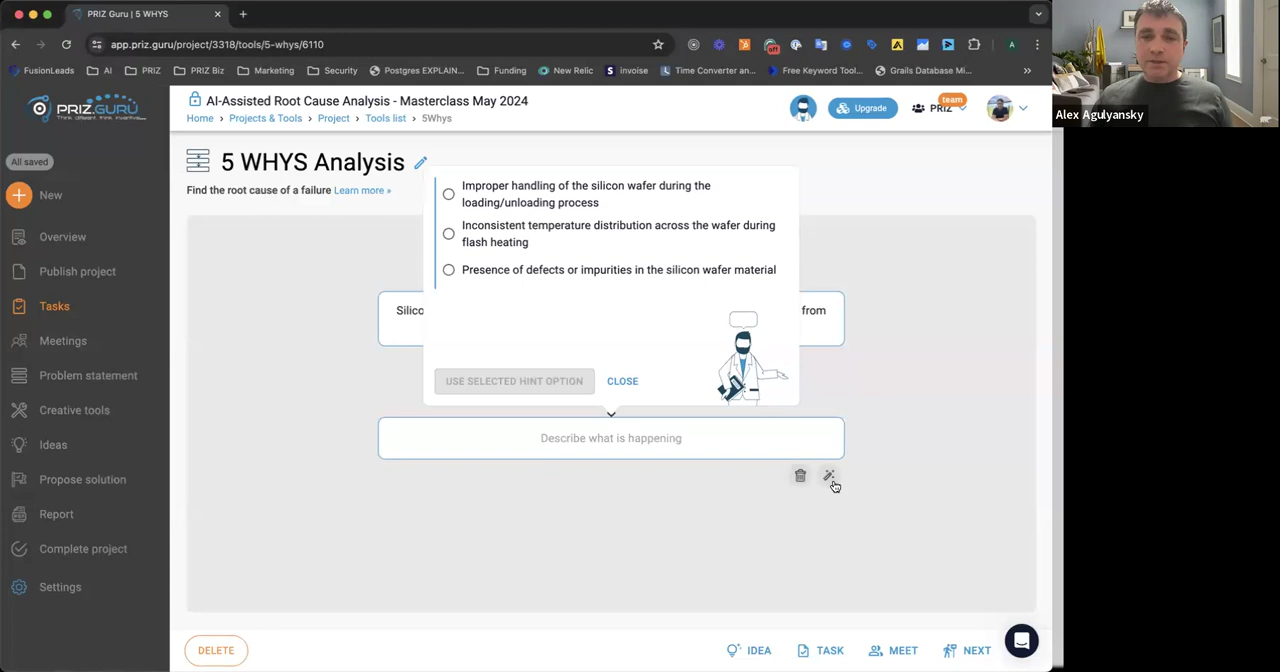 PRIZ Guru | 5 WHYS
app.priz.guru/project/3318/tools/5-whys/6110
FusionLeads
AI
PRIZ
PRIZ Biz
Marketing
Security
Postgres EXPLAIN...
Funding
New Relic
invoise
Time Converter an...
Free Keyword Tool...
Grails Database Mi...
»
off
A
Alex Agulyansky
PRIZ.GURU
Think different, think inventive...
All saved
New
Overview
Publish project
Tasks
Meetings
Problem statement
Creative tools
Ideas
Propose solution
Report
Complete project
Settings
AI-Assisted Root Cause Analysis - Masterclass May 2024
Home › Projects & Tools › Project › Tools list › 5Whys
Upgrade
PRIZ
team
5 WHYS Analysis
Find the root cause of a failure Learn more »
Improper handling of the silicon wafer during the
loading/unloading process
Inconsistent temperature distribution across the wafer during
flash heating
Presence of defects or impurities in the silicon wafer material
Silico
from
USE SELECTED HINT OPTION
CLOSE
Describe what is happening
DELETE
IDEA
TASK
MEET
NEXT